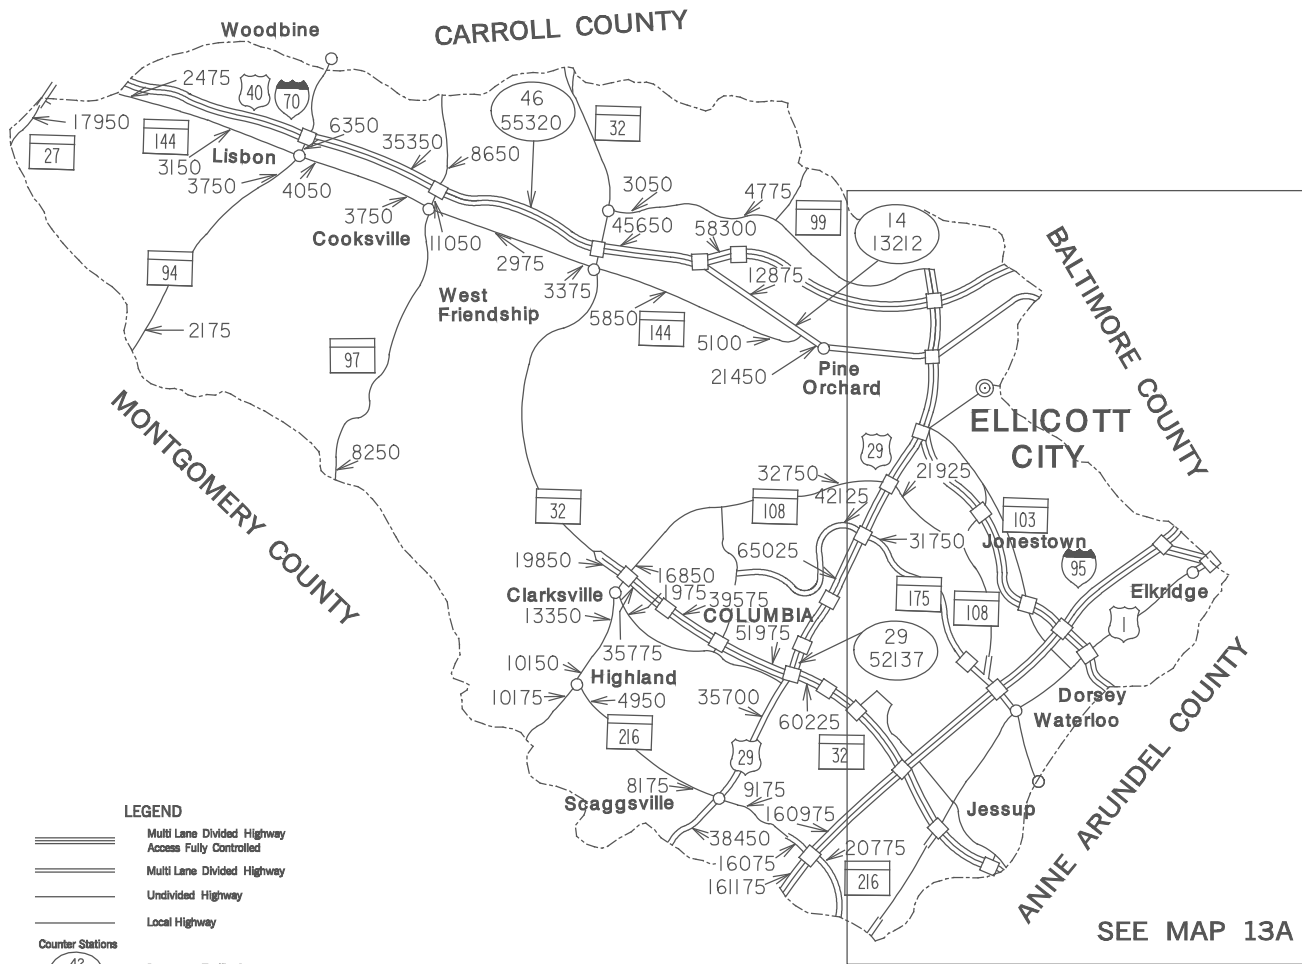 Woodbine
CARROLL COUNTY
2475
40
70
46
55320
32
17950
27
144
6350
35350
8650
3150
Lisbon
3750
4050
3050
4775
99
3750
Cooksville
11050
2975
45650
58300
14
13212
12875
94
West
Friendship
3375
5850
144
5100
21450
Pine
Orchard
2175
97
BALTIMORE COUNTY
MONTGOMERY COUNTY
ELLICOTT
CITY
8250
29
32750
21925
42125
32
108
103
Jonestown
65025
31750
95
19850
16850
1975
39575
Clarksville
13350
COLUMBIA
175
108
Elkridge
1
51975
29
52137
35775
10150
Highland
10175
4950
35700
60225
Dorsey
Waterloo
216
32
29
8175
9175
Scaggsville
160975
Jessup
38450
16075
20775
161175
216
ANNE ARUNDEL COUNTY
SEE MAP 13A
LEGEND
Multi Lane Divided Highway
Access Fully Controlled
Multi Lane Divided Highway
Undivided Highway
Local Highway
Counter Stations